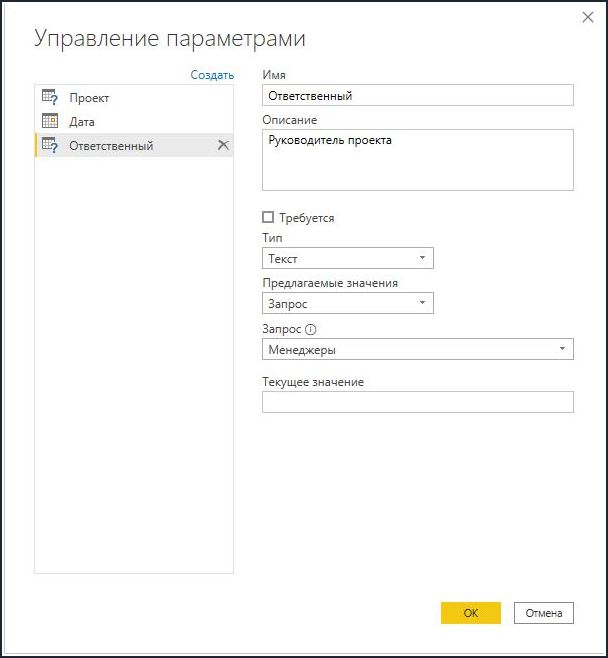 Управление параметрами
Создать
Проект
Дата
Ответственный
Имя
Ответственный
Описание
Руководитель проекта
Требуется
Тип
Текст
Предлагаемые значения
Запрос
Запрос
Менеджеры
Текущее значение
ОК
Отмена